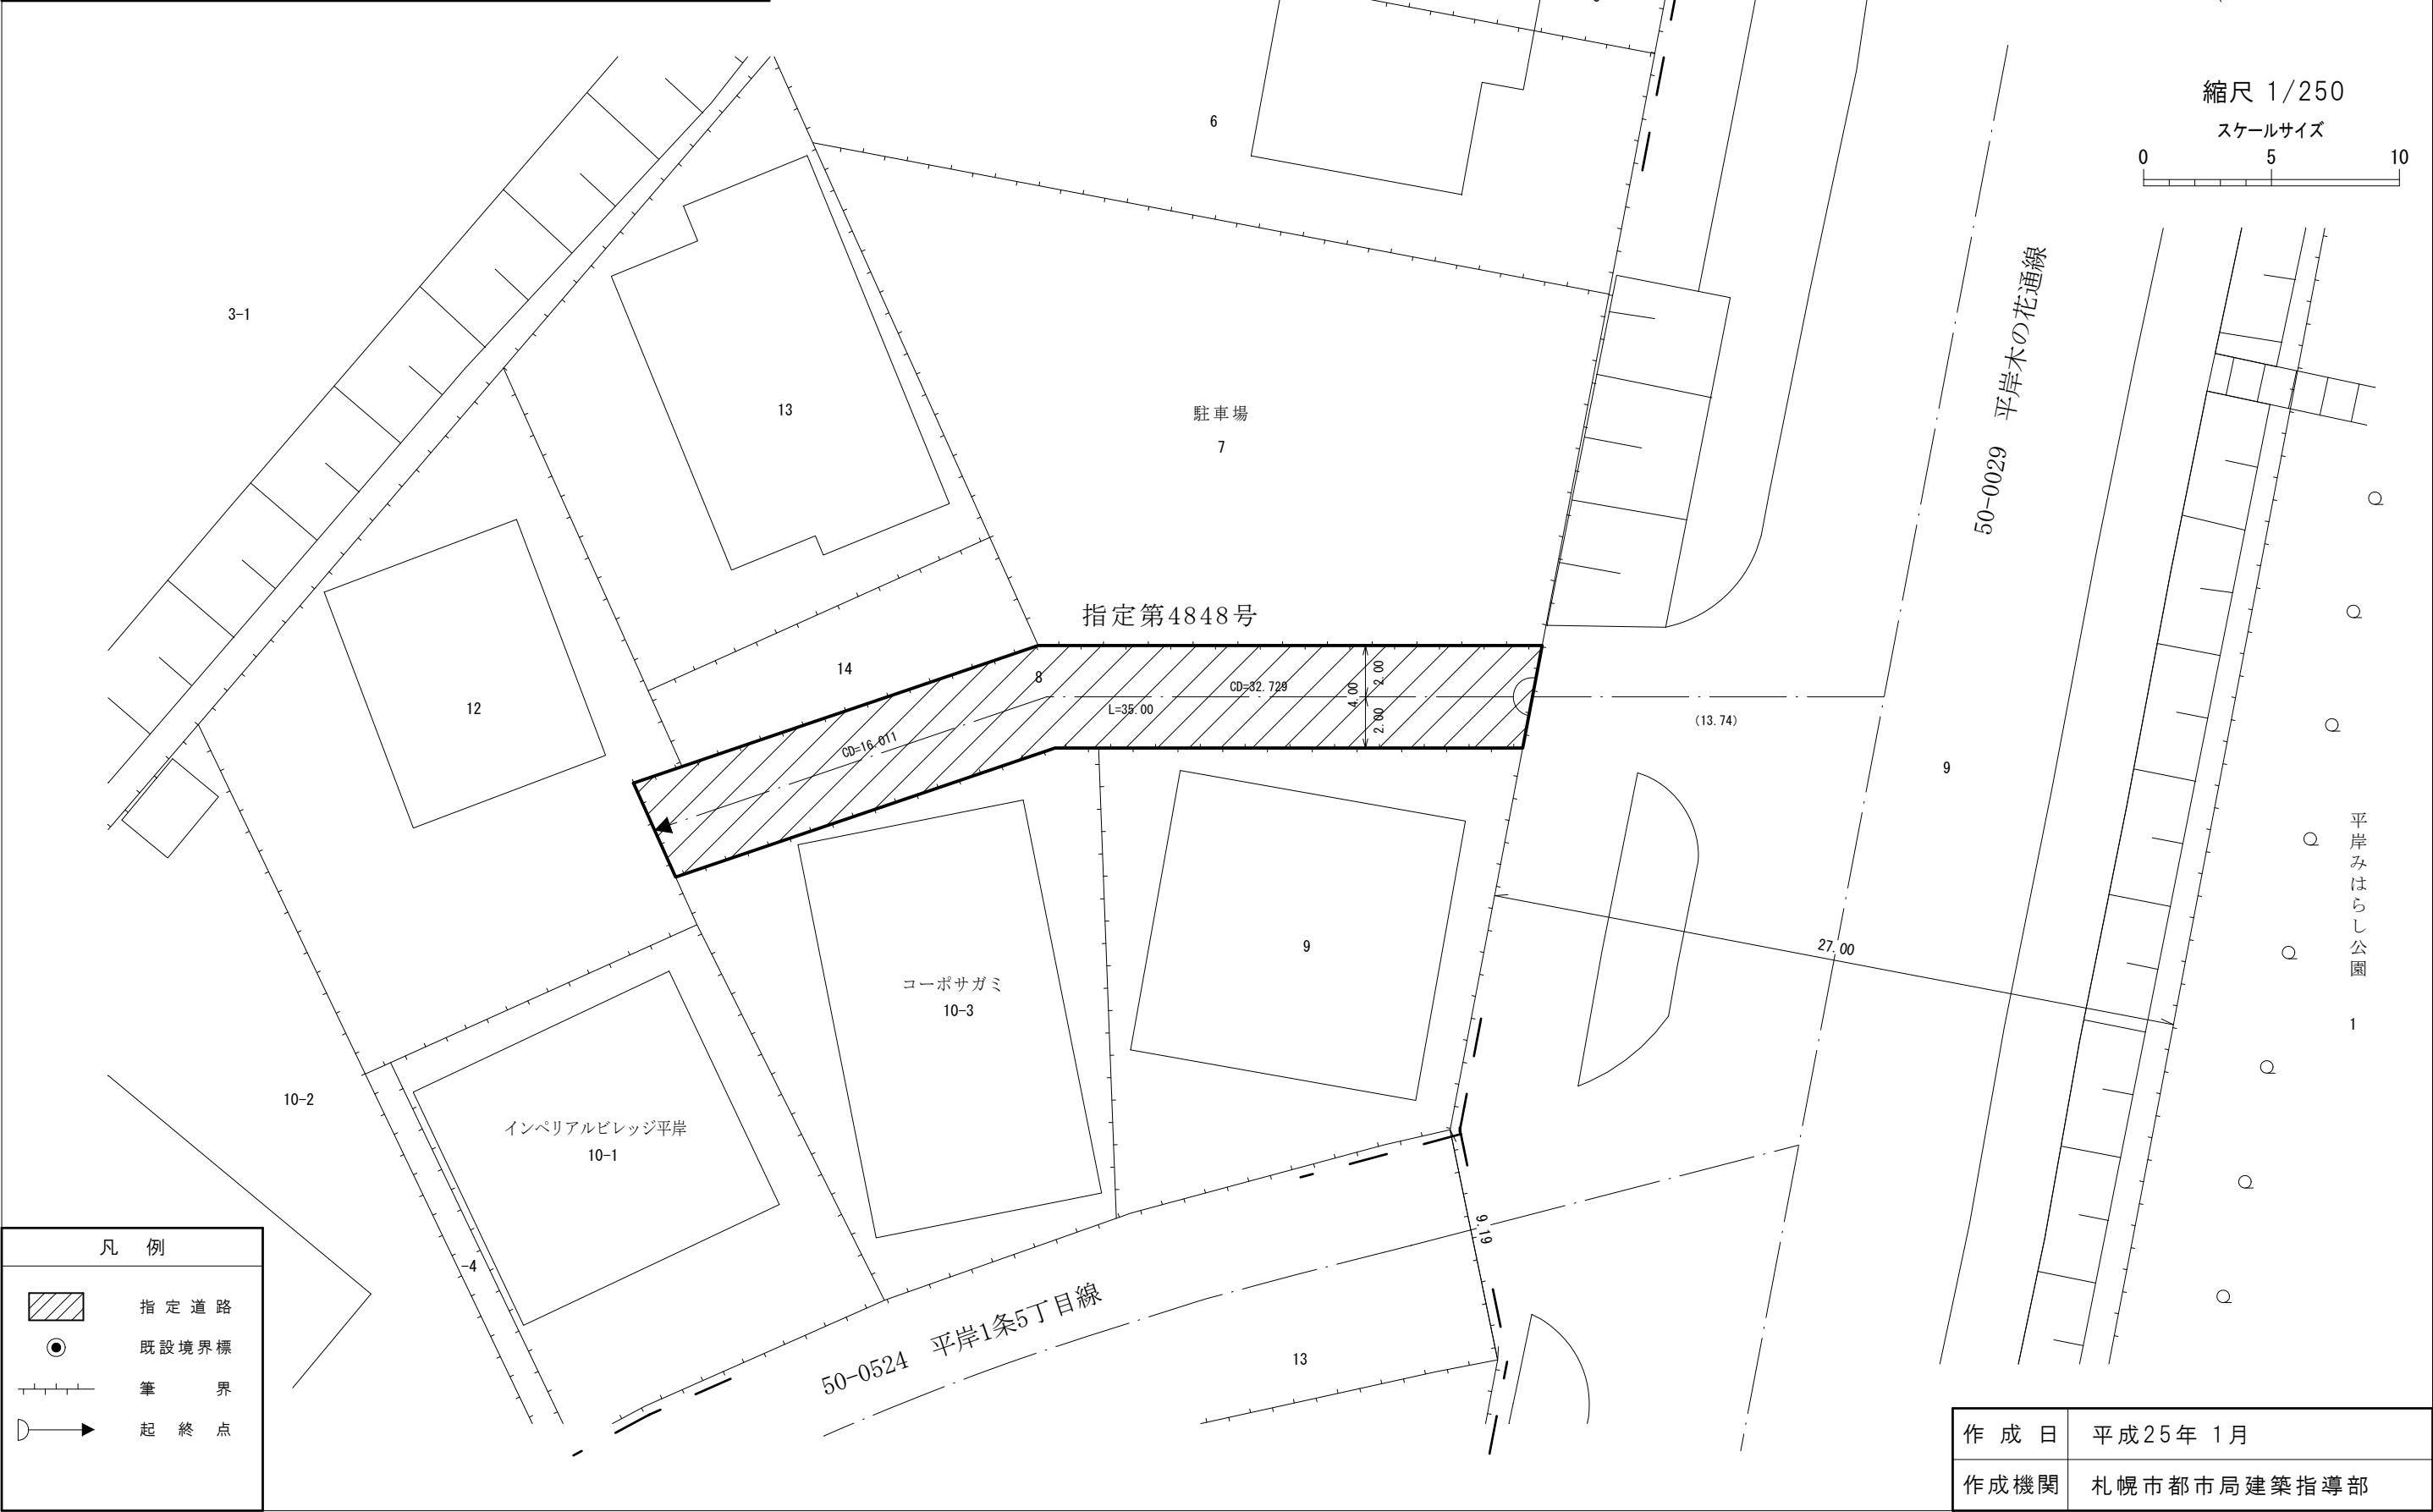 縮尺 1/250
スケールサイズ
0 5 10
6
3-1
13
駐車場
7
50-0029 平岸木の花通線
指定第4848号
14
8
12
CD=32.729
L=35.00
4.00
2.00
2.00
CD=16.011
(13.74)
9
平岸みはらし公園
1
27.00
9
コーポサガミ
10-3
10-2
インペリアルビレッジ平岸
10-1
-4
9.19
50-0524 平岸1条5丁目線
13
凡例
指定道路
既設境界標
筆界
起終点
作成日 平成25年 1月
作成機関 札幌市都市局建築指導部